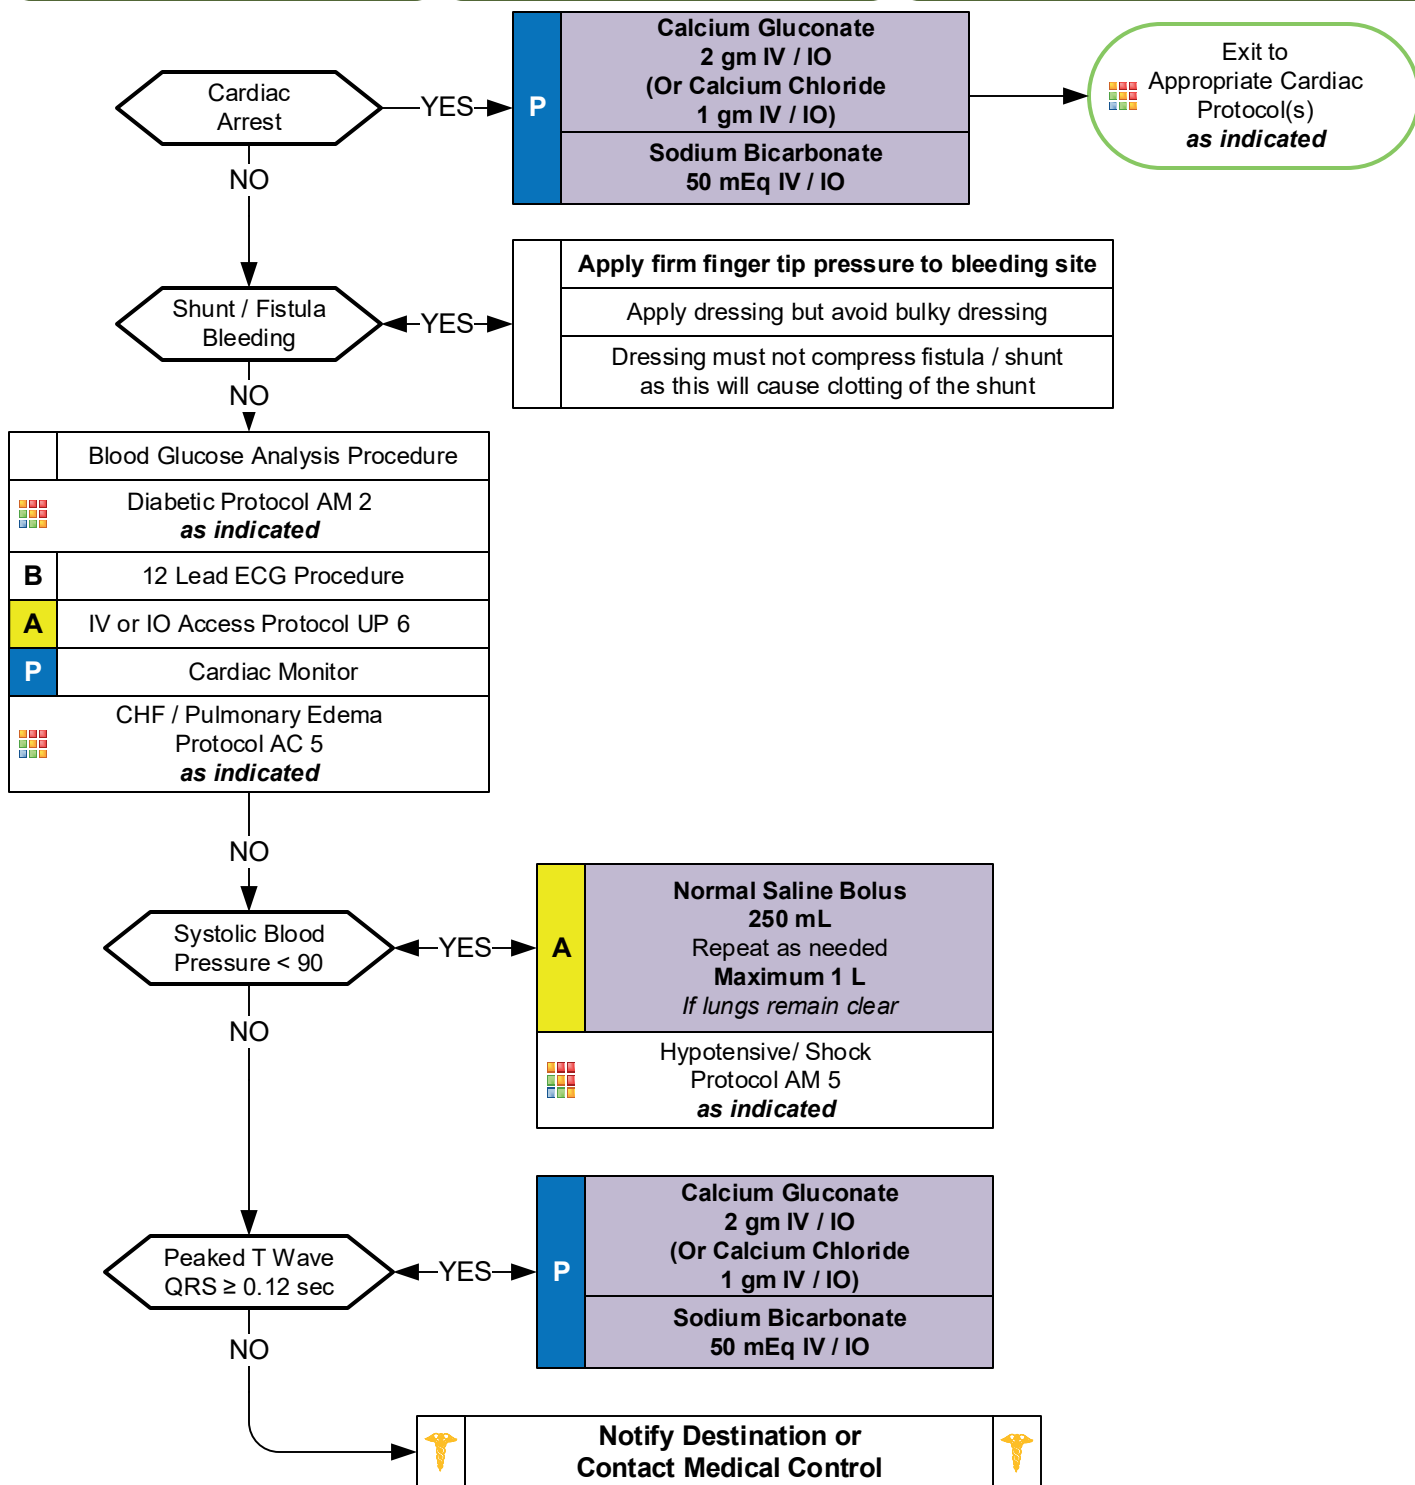 Cardiac
Arrest
YES
P
Calcium Gluconate
2 gm IV / IO
(Or Calcium Chloride
1 gm IV / IO)
Sodium Bicarbonate
50 mEq IV / IO
Exit to
Appropriate Cardiac
Protocol(s)
as indicated
NO
Shunt / Fistula
Bleeding
YES
Apply firm finger tip pressure to bleeding site
Apply dressing but avoid bulky dressing
Dressing must not compress fistula / shunt
as this will cause clotting of the shunt
NO
Blood Glucose Analysis Procedure
Diabetic Protocol AM 2
as indicated
B
12 Lead ECG Procedure
A
IV or IO Access Protocol UP 6
P
Cardiac Monitor
CHF / Pulmonary Edema
Protocol AC 5
as indicated
NO
Systolic Blood
Pressure < 90
YES
A
Normal Saline Bolus
250 mL
Repeat as needed
Maximum 1 L
If lungs remain clear
Hypotensive/ Shock
Protocol AM 5
as indicated
NO
Peaked T Wave
QRS ≥ 0.12 sec
YES
P
Calcium Gluconate
2 gm IV / IO
(Or Calcium Chloride
1 gm IV / IO)
Sodium Bicarbonate
50 mEq IV / IO
NO
Notify Destination or
Contact Medical Control